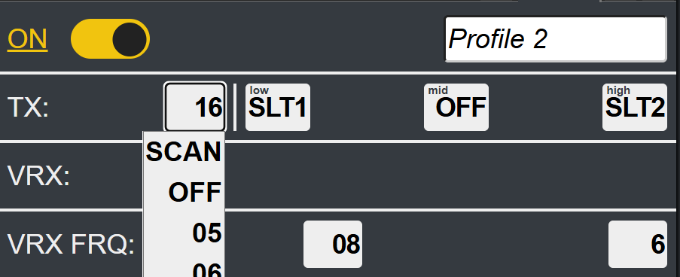 ON Profile 2
TX: 16 low SLT1 mid OFF high SLT2
SCAN
VRX:
OFF
05
VRX FRQ: 08 6
06